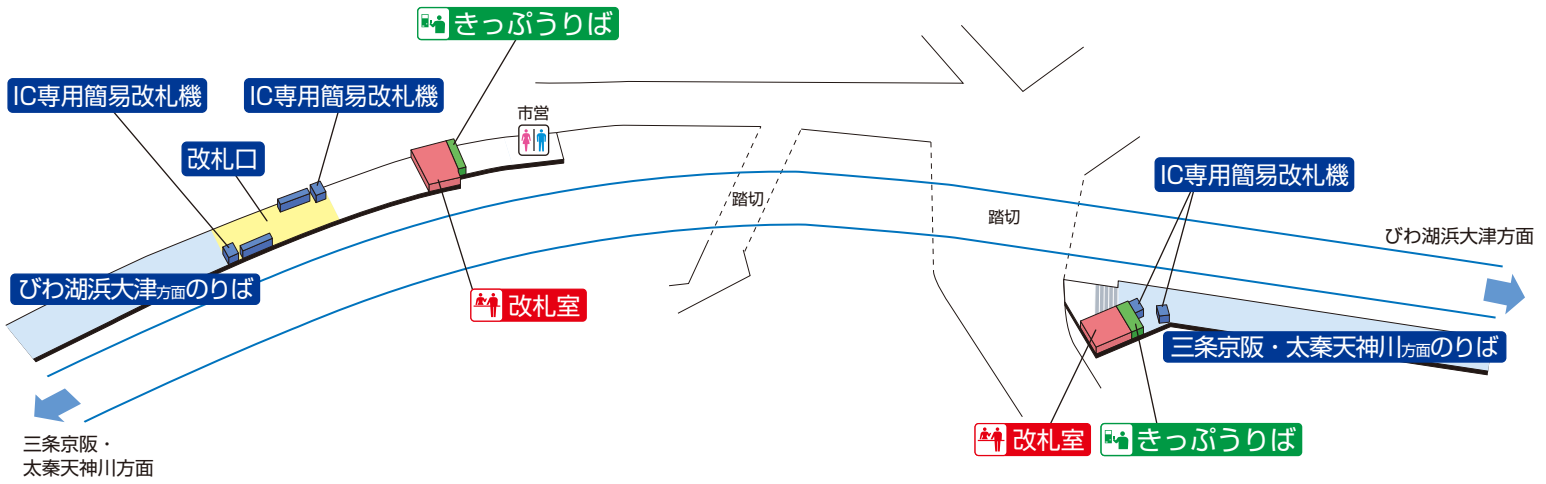 きっぷうりば
IC専用簡易改札機
IC専用簡易改札機
市営
改札口
踏切
踏切
IC専用簡易改札機
びわ湖浜大津方面
びわ湖浜大津方面のりば
改札室
三条京阪・太秦天神川方面のりば
三条京阪・
太秦天神川方面
改札室
きっぷうりば